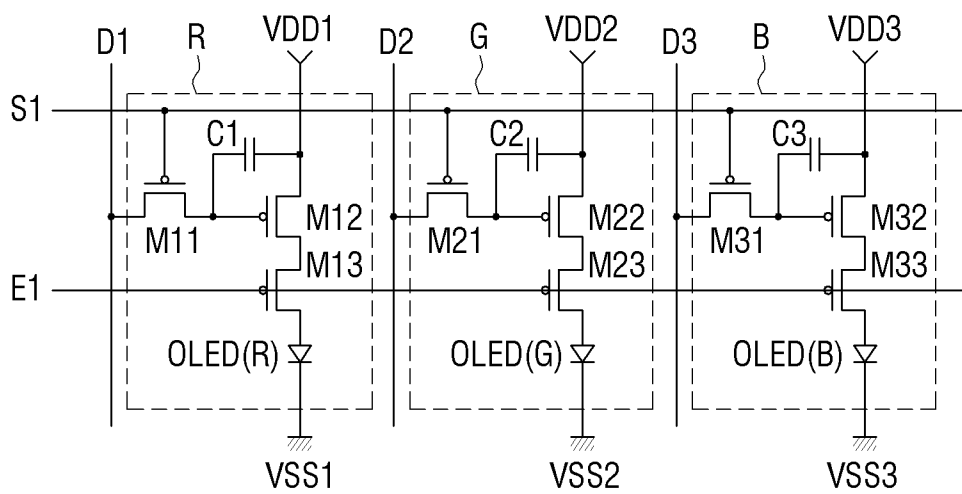 D1 R VDD1 D2 G VDD2 D3 B VDD3
S1
C1 C2 C3
M11 M12 M21 M22 M31 M32
M13 M23 M33
E1
OLED(R) OLED(G) OLED(B)
VSS1 VSS2 VSS3